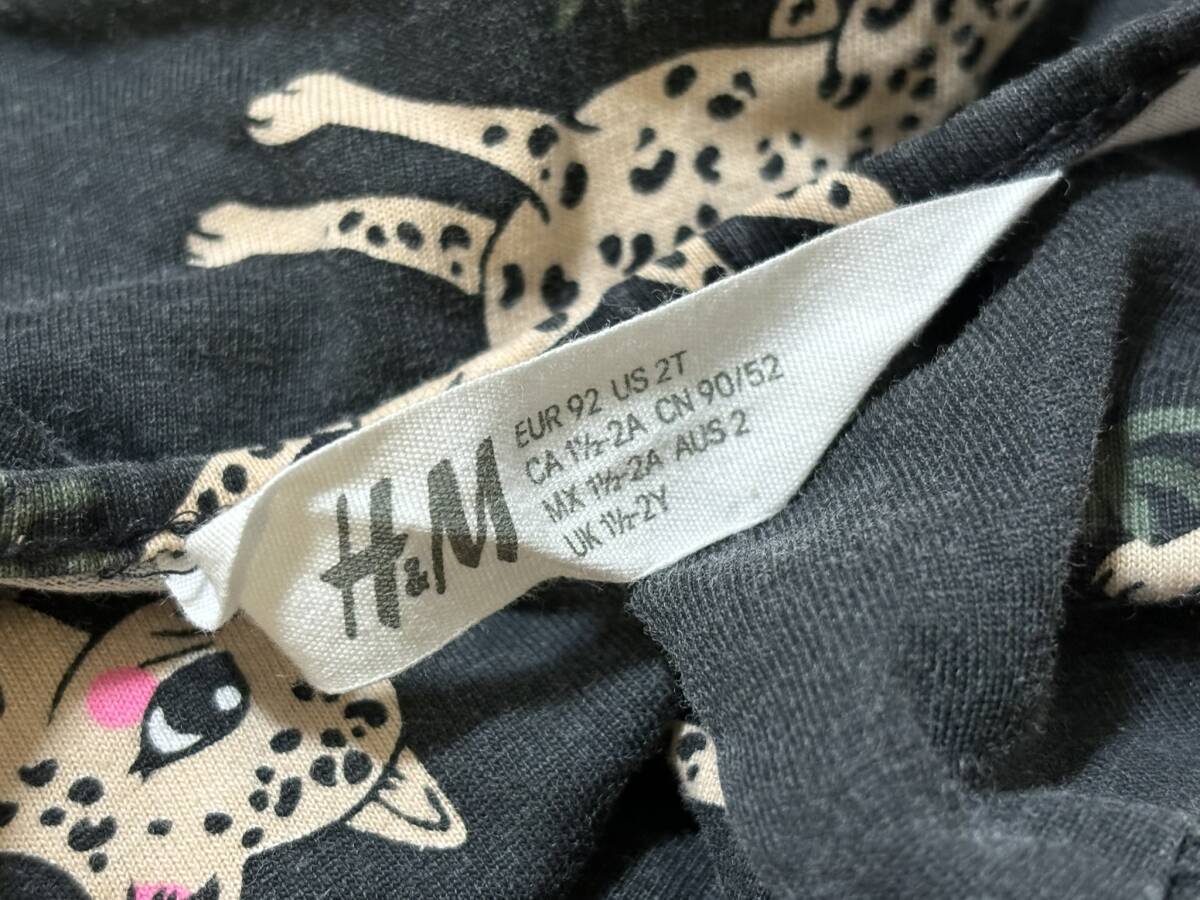 H&M
EUR 92 US 2T
CA 1½-2A CN 90/52
MX 1½-2A AUS 2
UK 1½-2Y